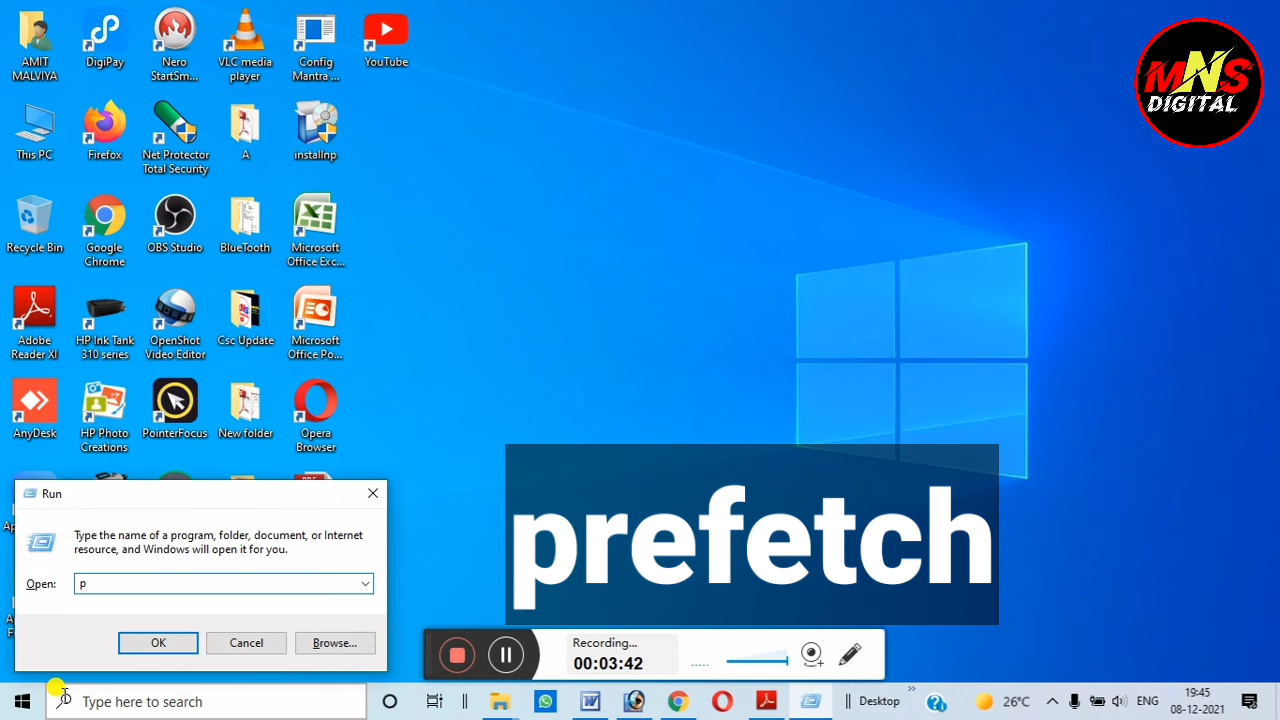 AMIT
MALVIYA
DigiPay
Nero
StartSm...
VLC media
player
Config
Mantra ...
YouTube
MNS
DIGITAL
This PC
Firefox
Net Protector
Total Security
A
installnp
Recycle Bin
Google
Chrome
OBS Studio
BlueTooth
Microsoft
Office Exc...
Adobe
Reader XI
HP Ink Tank
310 series
OpenShot
Video Editor
Csc Update
Microsoft
Office Po...
AnyDesk
HP Photo
Creations
PointerFocus
New folder
Opera
Browser
Run
Type the name of a program, folder, document, or Internet
resource, and Windows will open it for you.
Open: p
OK Cancel Browse...
prefetch
Recording...
00:03:42
Type here to search
Desktop
26°C
ENG
19:45
08-12-2021